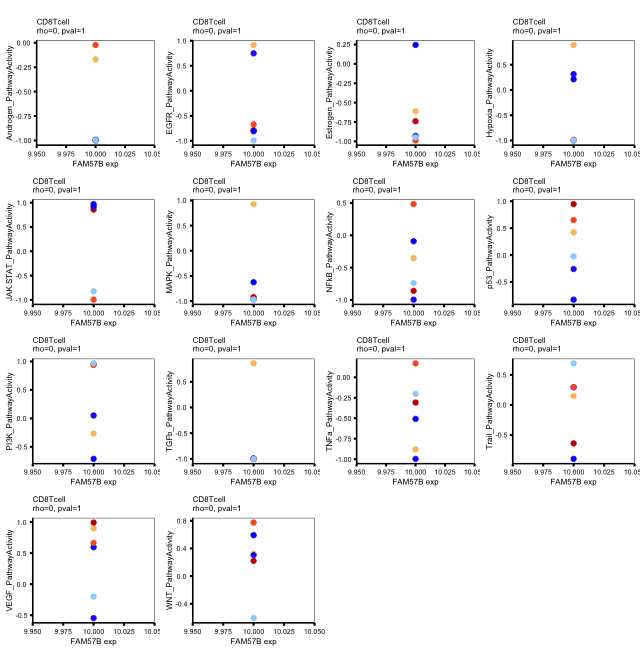 CD8Tcell
rho=0, pval=1
Androgen_PathwayActivity
0.00
-0.25
-0.50
-0.75
-1.00
9.950 9.975 10.000 10.025 10.05
FAM57B exp
CD8Tcell
rho=0, pval=1
EGFR_PathwayActivity
1.0
0.5
0.0
-0.5
-1.0
9.950 9.975 10.000 10.025 10.05
FAM57B exp
CD8Tcell
rho=0, pval=1
Estrogen_PathwayActivity
0.25
0.00
-0.25
-0.50
-0.75
-1.00
9.950 9.975 10.000 10.025 10.05
FAM57B exp
CD8Tcell
rho=0, pval=1
Hypoxia_PathwayActivity
0.5
0.0
-0.5
-1.0
9.950 9.975 10.000 10.025 10.05
FAM57B exp
CD8Tcell
rho=0, pval=1
JAK.STAT_PathwayActivity
1.0
0.5
0.0
-0.5
-1.0
9.950 9.975 10.000 10.025 10.05
FAM57B exp
CD8Tcell
rho=0, pval=1
MAPK_PathwayActivity
1.0
0.5
0.0
-0.5
-1.0
9.950 9.975 10.000 10.025 10.05
FAM57B exp
CD8Tcell
rho=0, pval=1
NFkB_PathwayActivity
0.5
0.0
-0.5
-1.0
9.950 9.975 10.000 10.025 10.05
FAM57B exp
CD8Tcell
rho=0, pval=1
p53_PathwayActivity
1.0
0.5
0.0
-0.5
9.950 9.975 10.000 10.025 10.05
FAM57B exp
CD8Tcell
rho=0, pval=1
PI3K_PathwayActivity
1.0
0.5
0.0
-0.5
9.950 9.975 10.000 10.025 10.05
FAM57B exp
CD8Tcell
rho=0, pval=1
TGFb_PathwayActivity
0.5
0.0
-0.5
-1.0
9.950 9.975 10.000 10.025 10.05
FAM57B exp
CD8Tcell
rho=0, pval=1
TNFa_PathwayActivity
0.00
-0.25
-0.50
-0.75
-1.00
9.950 9.975 10.000 10.025 10.05
FAM57B exp
CD8Tcell
rho=0, pval=1
Trail_PathwayActivity
0.5
0.0
-0.5
9.950 9.975 10.000 10.025 10.05
FAM57B exp
CD8Tcell
rho=0, pval=1
VEGF_PathwayActivity
1.0
0.5
0.0
-0.5
9.950 9.975 10.000 10.025 10.05
FAM57B exp
CD8Tcell
rho=0, pval=1
WNT_PathwayActivity
0.8
0.4
0.0
-0.4
9.950 9.975 10.000 10.025 10.050
FAM57B exp